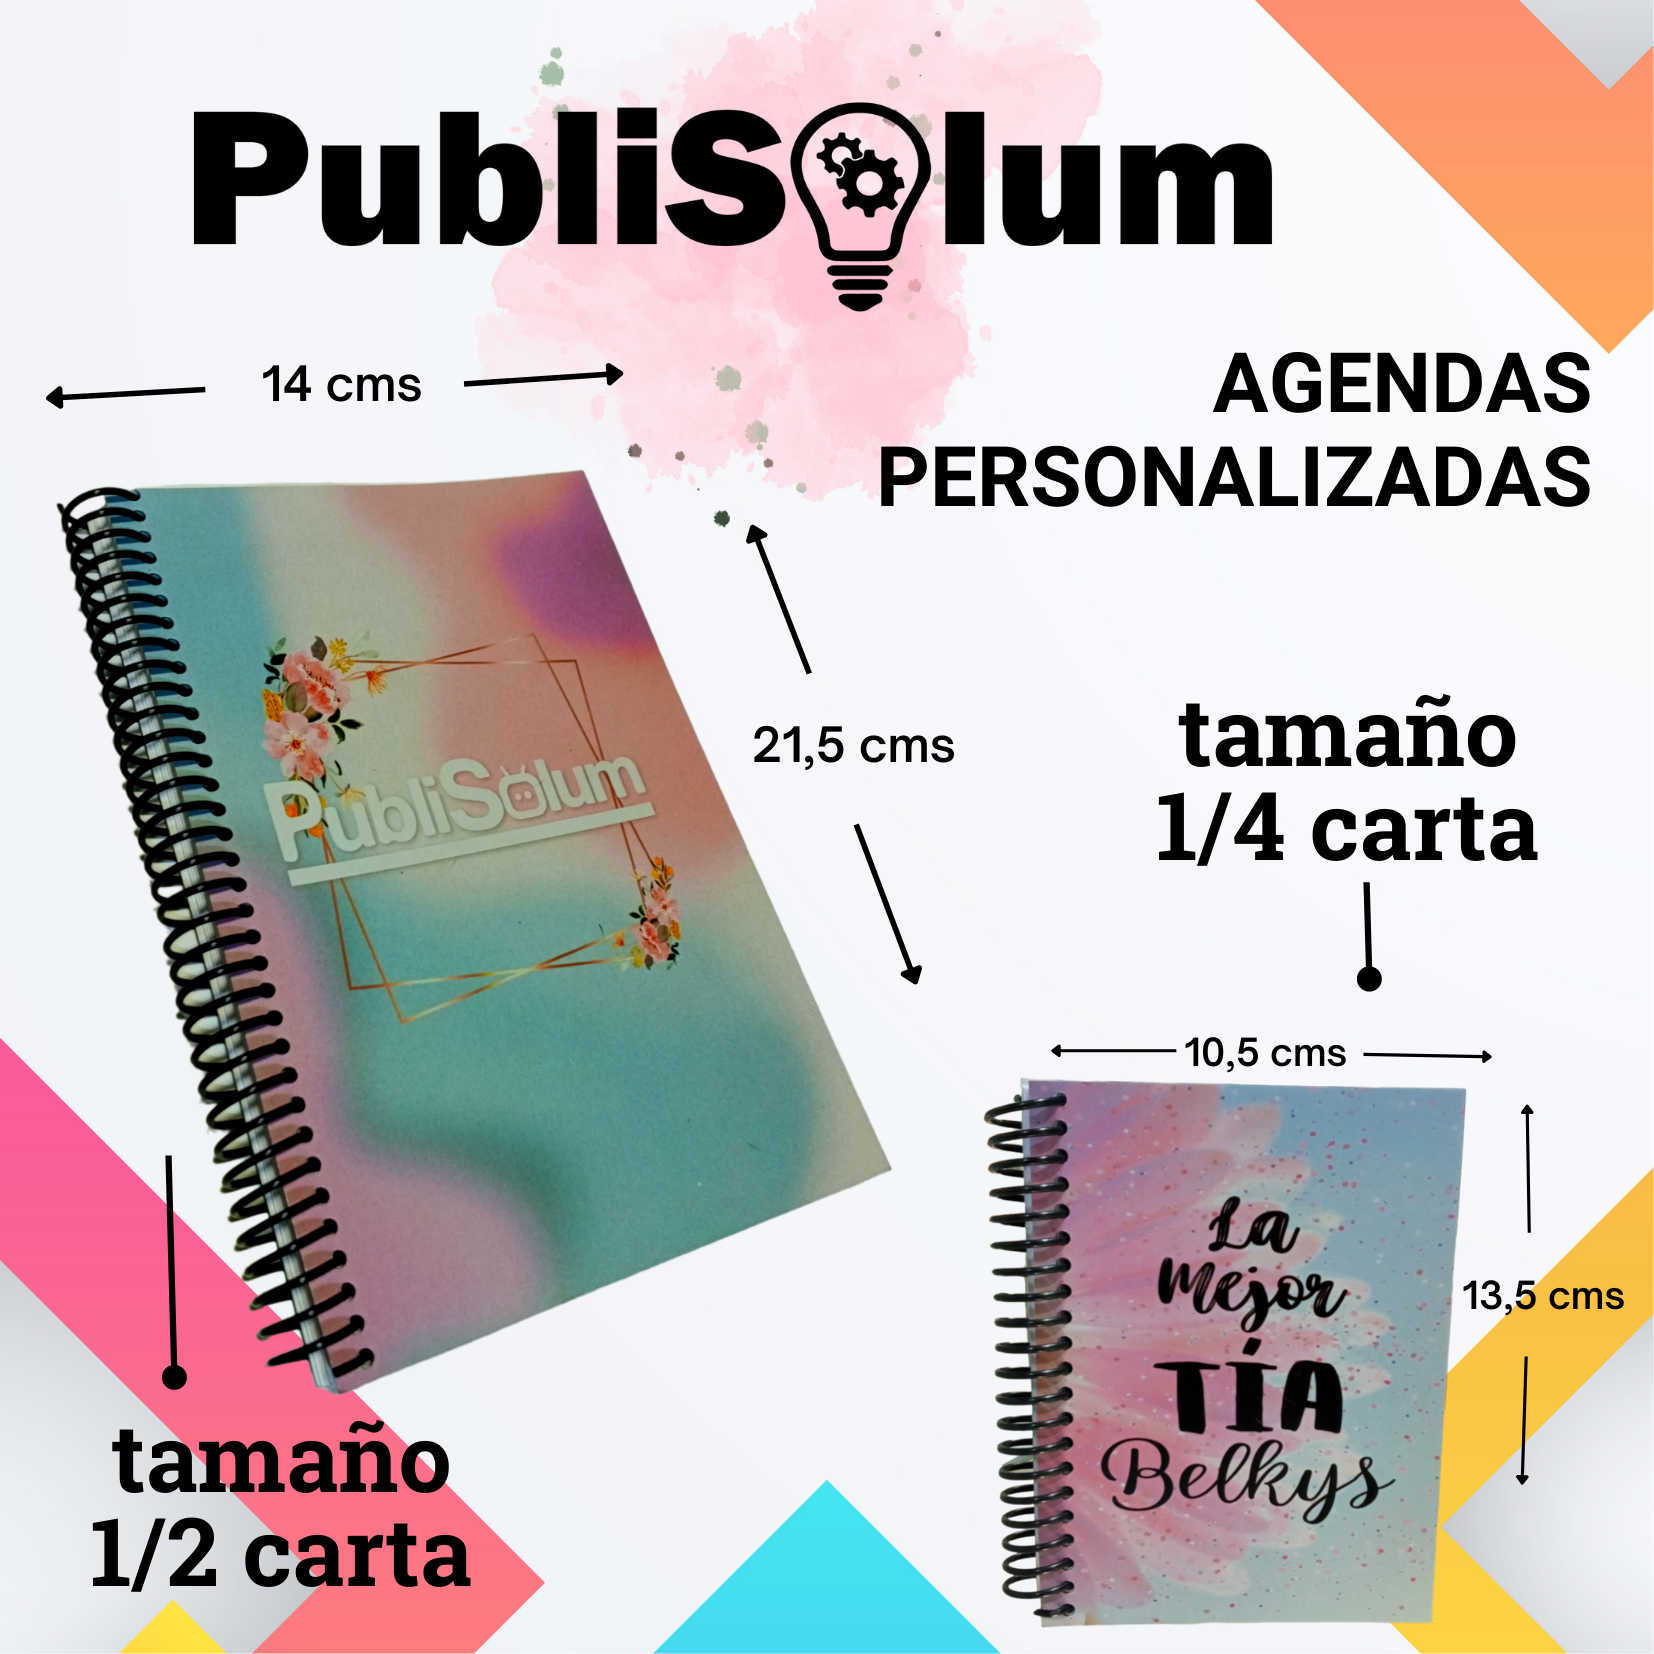 PubliSolum
14 cms
AGENDAS
PERSONALIZADAS
21,5 cms
PubliSolum
tamaño
1/4 carta
10,5 cms
La
Mejor
TÍA
Belkys
13,5 cms
tamaño
1/2 carta